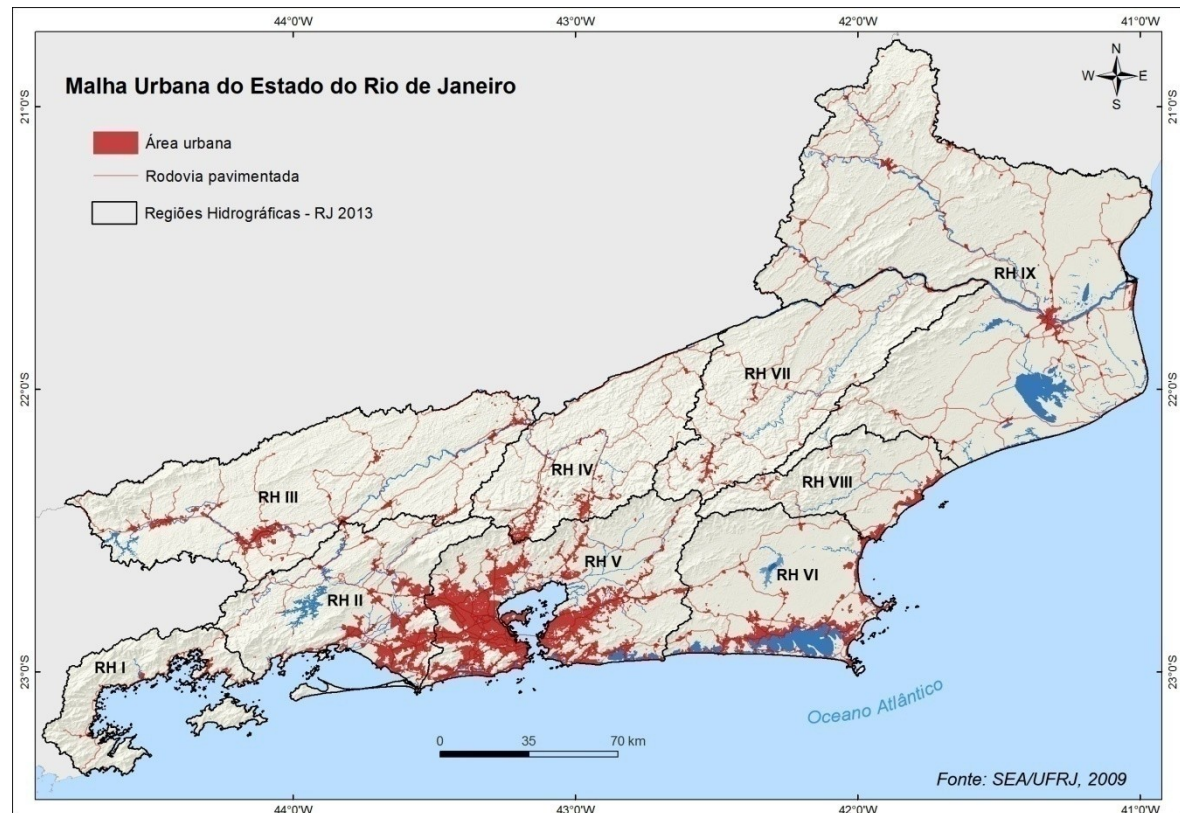 44°0'W
43°0'W
42°0'W
41°0'W
Malha Urbana do Estado do Rio de Janeiro
Área urbana
Rodovia pavimentada
Regiões Hidrográficas - RJ 2013
N
W
E
S
21°0'S
21°0'S
RH IX
22°0'S
RH VII
22°0'S
RH IV
RH VIII
RH III
RH V
RH VI
RH II
RH I
23°0'S
23°0'S
Oceano Atlântico
0
35
70 km
Fonte: SEA/UFRJ, 2009
44°0'W
43°0'W
42°0'W
41°0'W